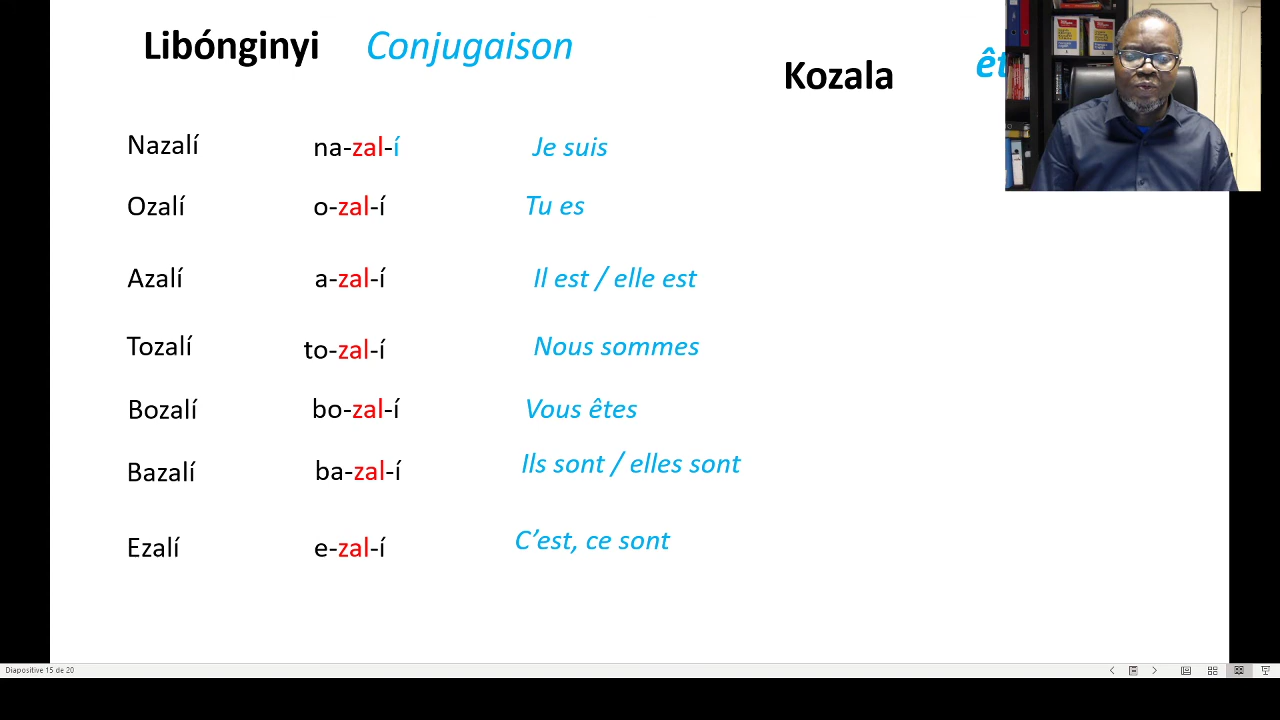 Libónginyi Conjugaison
Kozala
êt
Nazalí na-zal-í Je suis
Ozalí o-zal-í Tu es
Azalí a-zal-í Il est / elle est
Tozalí to-zal-í Nous sommes
Bozalí bo-zal-í Vous êtes
Bazalí ba-zal-í Ils sont / elles sont
Ezalí e-zal-í C’est, ce sont
Diapositive 15 de 20